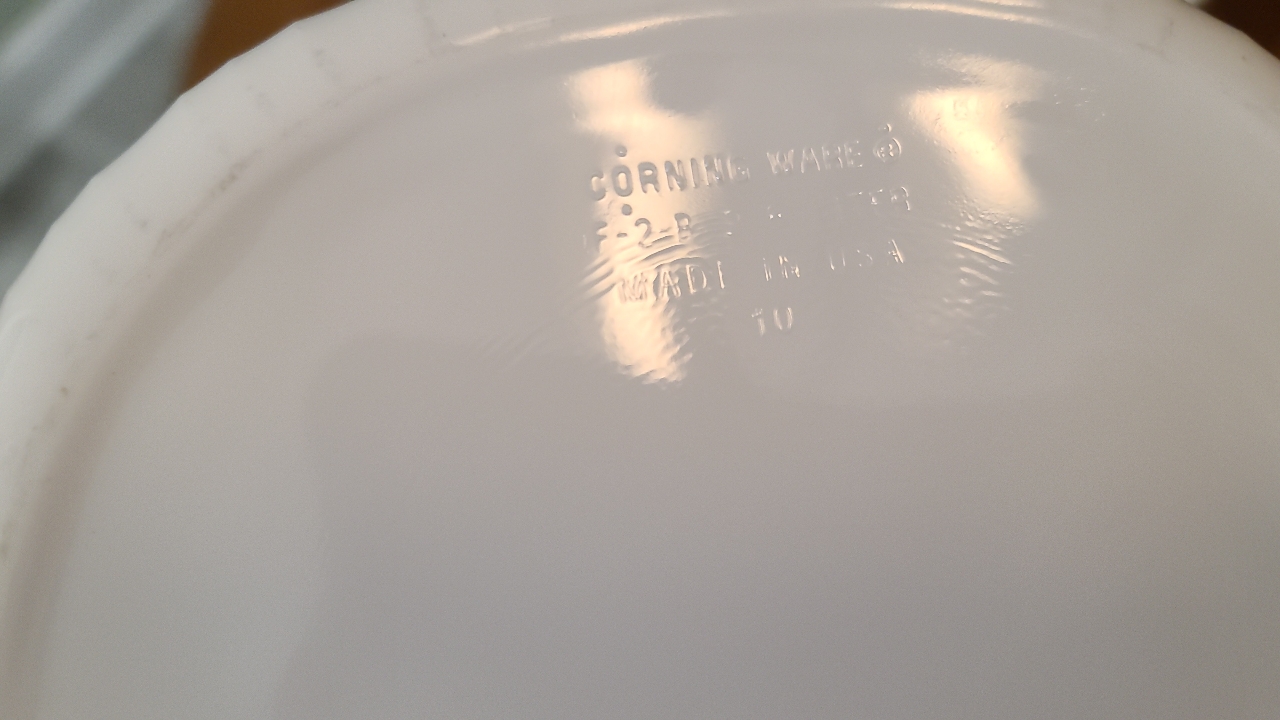 CORNING WARE ®
F-2-B
MADE IN USA
10